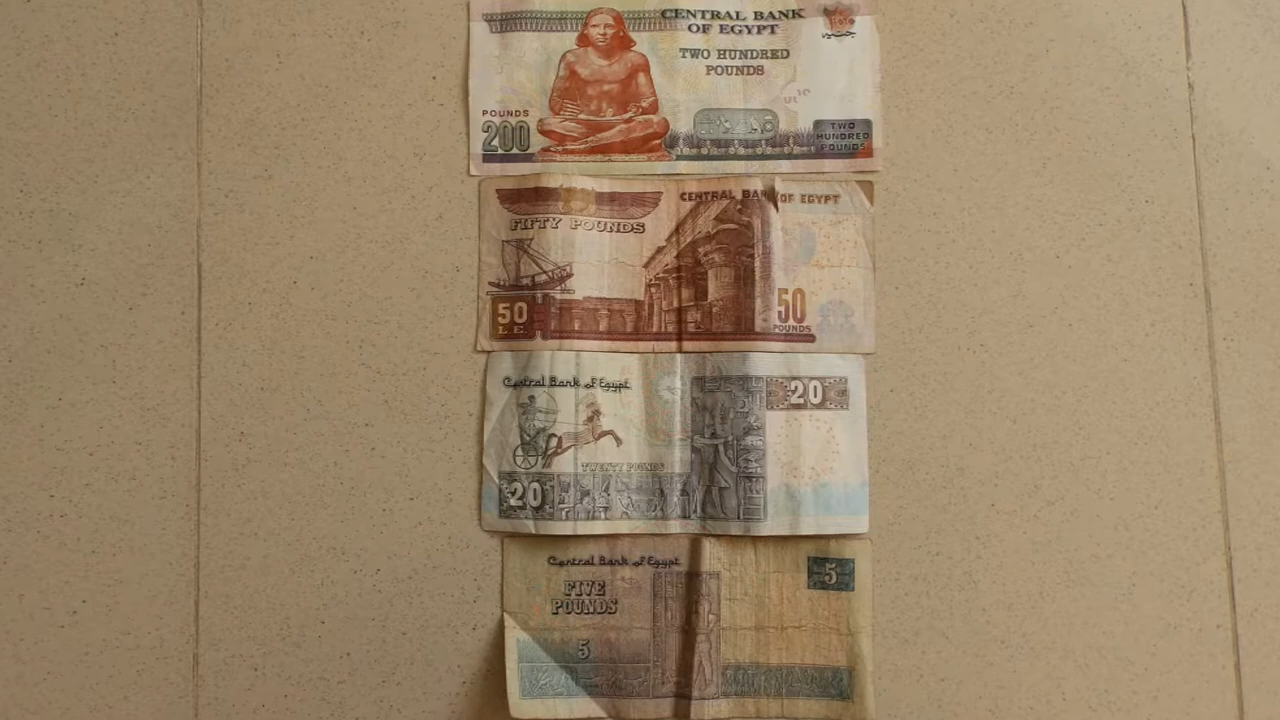 CENTRAL BANK
OF EGYPT
TWO HUNDRED
POUNDS
جنيه
POUNDS
200
TWO
HUNDRED
POUNDS
CENTRAL BANK OF EGYPT
FIFTY POUNDS
50
L.E.
50
POUNDS
Central Bank of Egypt
20
TWENTY POUNDS
20
Central Bank of Egypt
5
FIVE
POUNDS
5